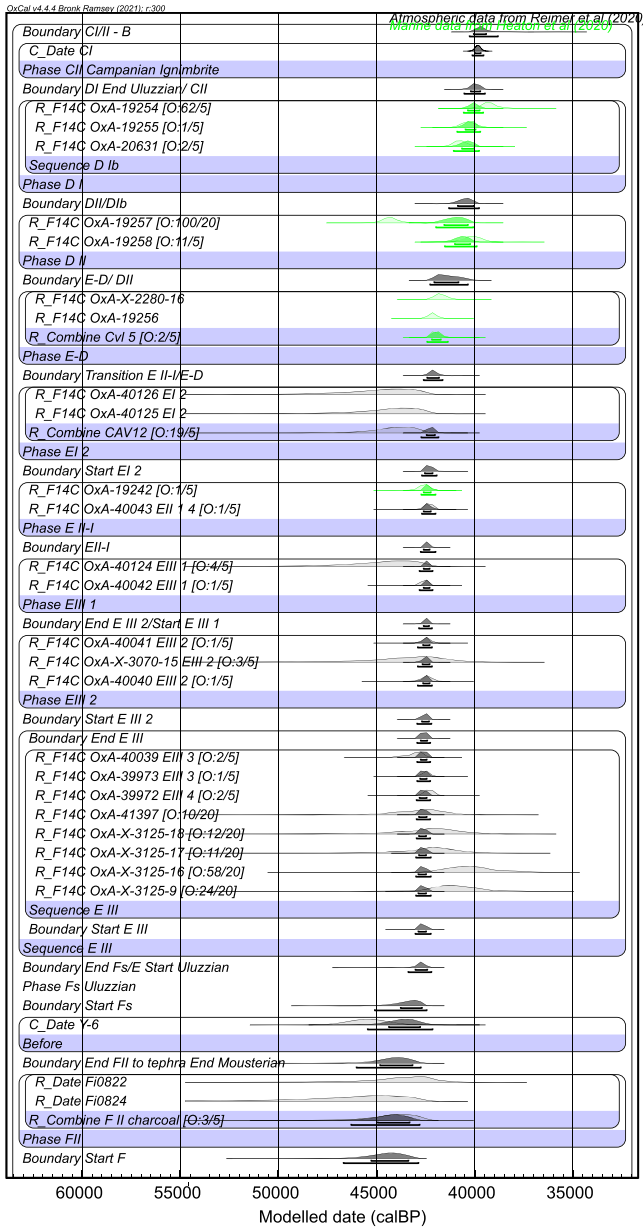 OxCal v4.4.4 Bronk Ramsey (2021); r:300
Atmospheric data from Reimer et al (2020)
Marine data from Heaton et al (2020)
Boundary CI/II - B
C_Date CI
Phase CII Campanian Ignimbrite
Boundary DI End Uluzzian/ CII
R_F14C OxA-19254 [O:62/5]
R_F14C OxA-19255 [O:1/5]
R_F14C OxA-20631 [O:2/5]
Sequence D Ib
Phase D I
Boundary DII/DIb
R_F14C OxA-19257 [O:100/20]
R_F14C OxA-19258 [O:11/5]
Phase D II
Boundary E-D/ DII
R_F14C OxA-X-2280-16
R_F14C OxA-19256
R_Combine CvI 5 [O:2/5]
Phase E-D
Boundary Transition E II-I/E-D
R_F14C OxA-40126 EI 2
R_F14C OxA-40125 EI 2
R_Combine CAV12 [O:19/5]
Phase EI 2
Boundary Start EI 2
R_F14C OxA-19242 [O:1/5]
R_F14C OxA-40043 EII 1 4 [O:1/5]
Phase E II-I
Boundary EII-I
R_F14C OxA-40124 EIII 1 [O:4/5]
R_F14C OxA-40042 EIII 1 [O:1/5]
Phase EIII 1
Boundary End E III 2/Start E III 1
R_F14C OxA-40041 EIII 2 [O:1/5]
R_F14C OxA-X-3070-15 EIII 2 [O:3/5]
R_F14C OxA-40040 EIII 2 [O:1/5]
Phase EIII 2
Boundary Start E III 2
Boundary End E III
R_F14C OxA-40039 EIII 3 [O:2/5]
R_F14C OxA-39973 EIII 3 [O:1/5]
R_F14C OxA-39972 EIII 4 [O:2/5]
R_F14C OxA-41397 [O:10/20]
R_F14C OxA-X-3125-18 [O:12/20]
R_F14C OxA-X-3125-17 [O:11/20]
R_F14C OxA-X-3125-16 [O:58/20]
R_F14C OxA-X-3125-9 [O:24/20]
Sequence E III
Boundary Start E III
Sequence E III
Boundary End Fs/E Start Uluzzian
Phase Fs Uluzzian
Boundary Start Fs
C_Date Y-6
Before
Boundary End FII to tephra End Mousterian
R_Date Fi0822
R_Date Fi0824
R_Combine F II charcoal [O:3/5]
Phase FII
Boundary Start F
60000 55000 50000 45000 40000 35000
Modelled date (calBP)